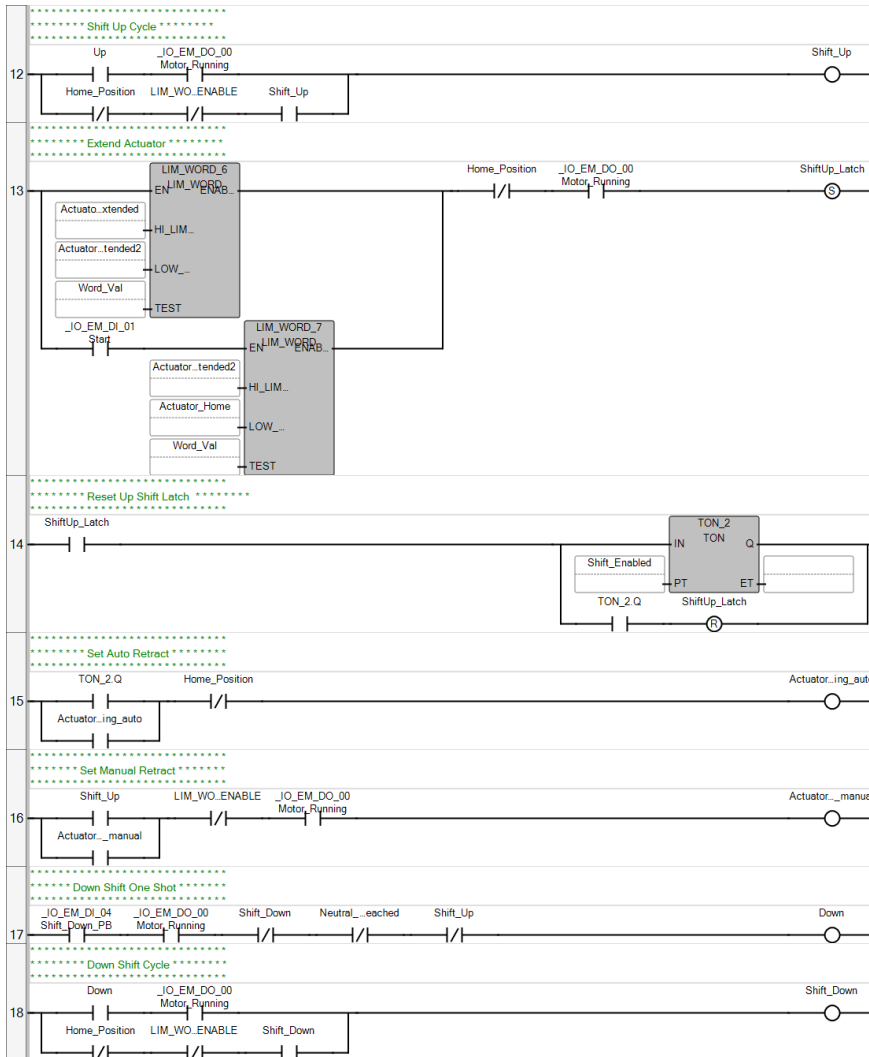 * * * * * * * * * * * * * * * * * * * * * * * * * * *
* * * * * * * * Shift Up Cycle * * * * * * * *
* * * * * * * * * * * * * * * * * * * * * * * * * * *
Up _IO_EM_DO_00 Shift_Up
Motor_Running
12
Home_Position LIM_WO..ENABLE Shift_Up
* * * * * * * * * * * * * * * * * * * * * * * * * * *
* * * * * * * * Extend Actuator * * * * * * * *
* * * * * * * * * * * * * * * * * * * * * * * * * * *
LIM_WORD_6 Home_Position _IO_EM_DO_00 ShiftUp_Latch
LIM_WORD Motor_Running
13 EN ENAB... S
Actuato..xtended
HI_LIM...
Actuator...tended2
LOW_...
Word_Val
TEST
_IO_EM_DI_01 LIM_WORD_7
Start LIM_WORD
EN ENAB...
Actuator...tended2
HI_LIM...
Actuator_Home
LOW_...
Word_Val
TEST
* * * * * * * * * * * * * * * * * * * * * * * * * * *
* * * * * * * * Reset Up Shift Latch * * * * * * * *
* * * * * * * * * * * * * * * * * * * * * * * * * * *
ShiftUp_Latch TON_2
TON
14 IN Q
Shift_Enabled
PT ET
TON_2.Q ShiftUp_Latch
R
* * * * * * * * * * * * * * * * * * * * * * * * * * *
* * * * * * * * Set Auto Retract * * * * * * * *
* * * * * * * * * * * * * * * * * * * * * * * * * * *
TON_2.Q Home_Position Actuator...ing_auto
15
Actuator...ing_auto
* * * * * * * * * * * * * * * * * * * * * * * * * * *
* * * * * * * Set Manual Retract * * * * * * *
* * * * * * * * * * * * * * * * * * * * * * * * * * *
Shift_Up LIM_WO..ENABLE _IO_EM_DO_00 Actuator..._manual
Motor_Running
16
Actuator..._manual
* * * * * * * * * * * * * * * * * * * * * * * * * * *
* * * * * * Down Shift One Shot * * * * * * *
* * * * * * * * * * * * * * * * * * * * * * * * * * *
_IO_EM_DI_04 _IO_EM_DO_00 Shift_Down Neutral_...eached Shift_Up Down
Shift_Down_PB Motor_Running
17
* * * * * * * * * * * * * * * * * * * * * * * * * * *
* * * * * * * * Down Shift Cycle * * * * * * *
* * * * * * * * * * * * * * * * * * * * * * * * * * *
Down _IO_EM_DO_00 Shift_Down
Motor_Running
18
Home_Position LIM_WO..ENABLE Shift_Down